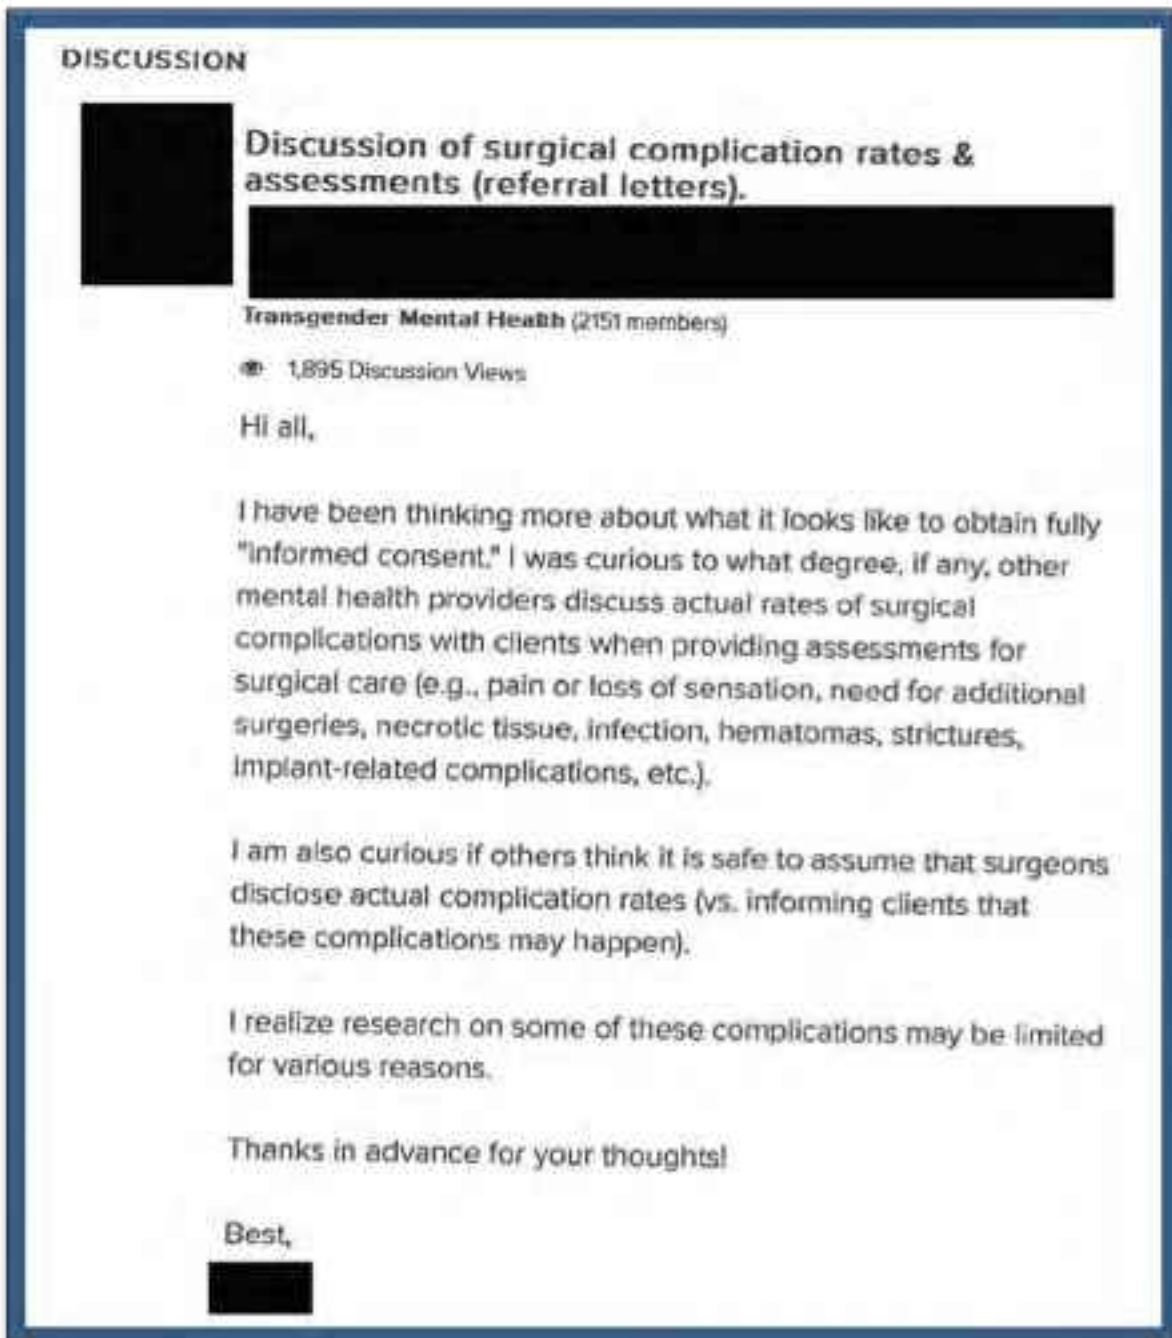 DISCUSSION
Discussion of surgical complication rates &
assessments (referral letters).
Transgender Mental Health (2151 members)
1,895 Discussion Views
Hi all,
I have been thinking more about what it looks like to obtain fully
"informed consent." I was curious to what degree, if any, other
mental health providers discuss actual rates of surgical
complications with clients when providing assessments for
surgical care (e.g., pain or loss of sensation, need for additional
surgeries, necrotic tissue, infection, hematomas, strictures,
implant-related complications, etc.).
I am also curious if others think it is safe to assume that surgeons
disclose actual complication rates (vs. informing clients that
these complications may happen).
I realize research on some of these complications may be limited
for various reasons.
Thanks in advance for your thoughts!
Best,